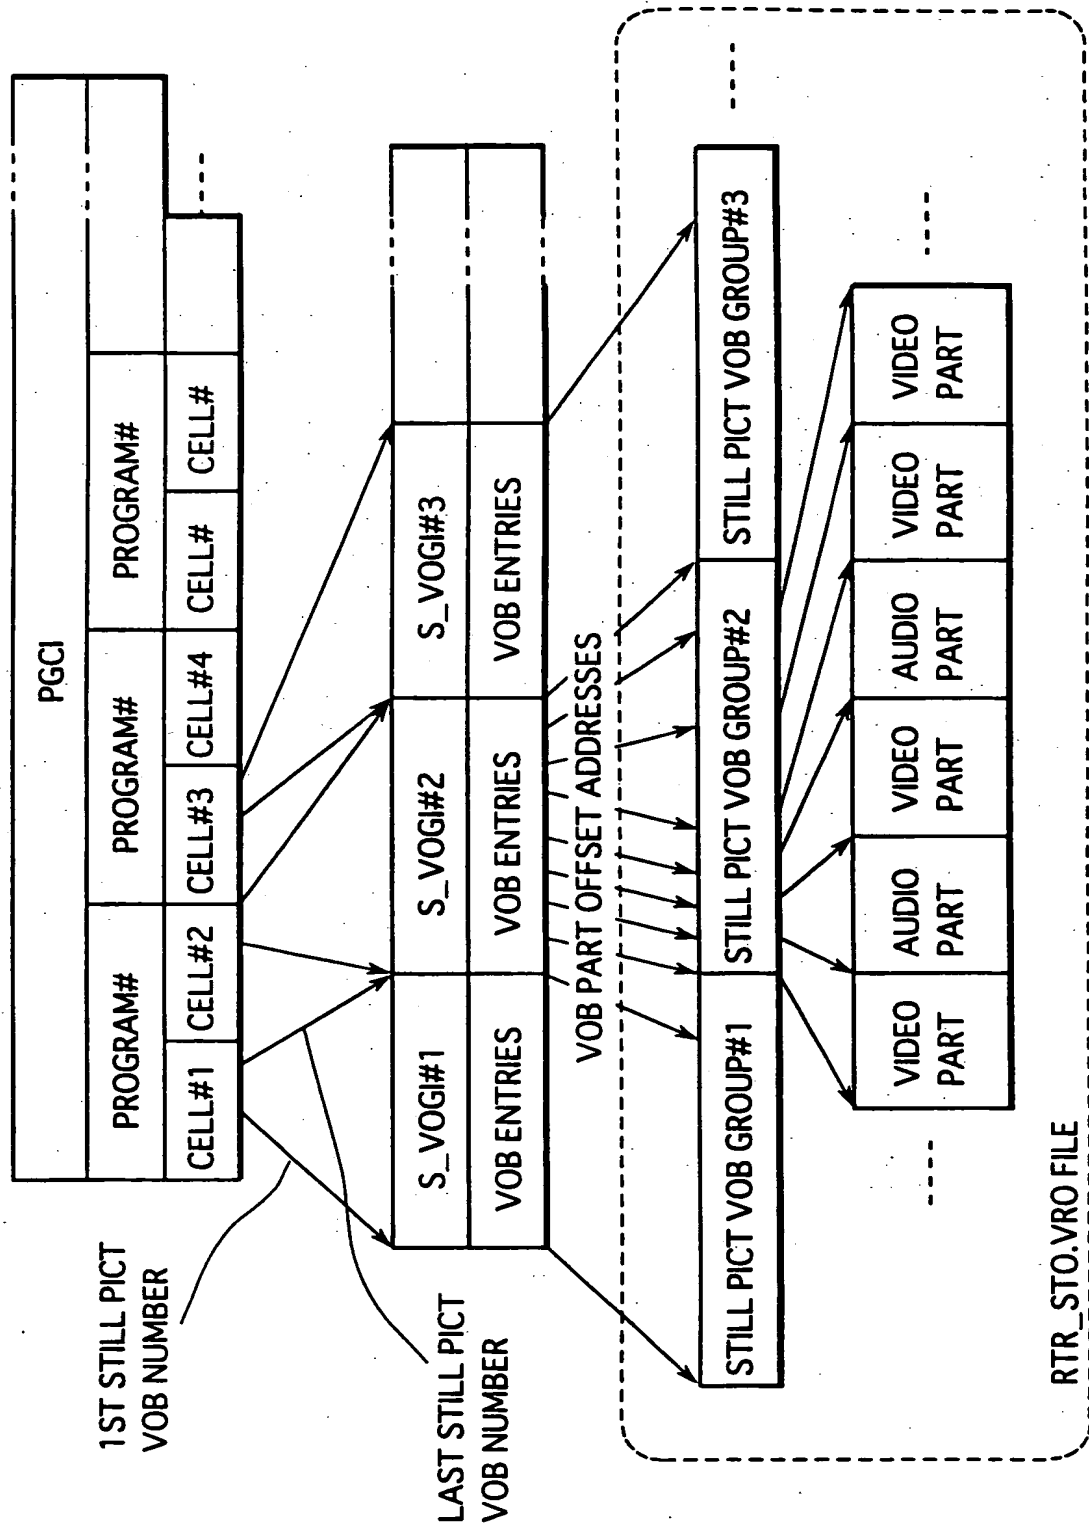 PGCI
PROGRAM#
PROGRAM#
PROGRAM#
CELL#1
CELL#2
CELL#3
CELL#4
CELL#
CELL#
1ST STILL PICT
VOB NUMBER
LAST STILL PICT
VOB NUMBER
S_VOGI#1
S_VOGI#2
S_VOGI#3
VOB ENTRIES
VOB ENTRIES
VOB ENTRIES
VOB PART OFFSET ADDRESSES
STILL PICT VOB GROUP#1
STILL PICT VOB GROUP#2
STILL PICT VOB GROUP#3
VIDEO
PART
AUDIO
PART
VIDEO
PART
AUDIO
PART
VIDEO
PART
VIDEO
PART
RTR_STO.VRO FILE